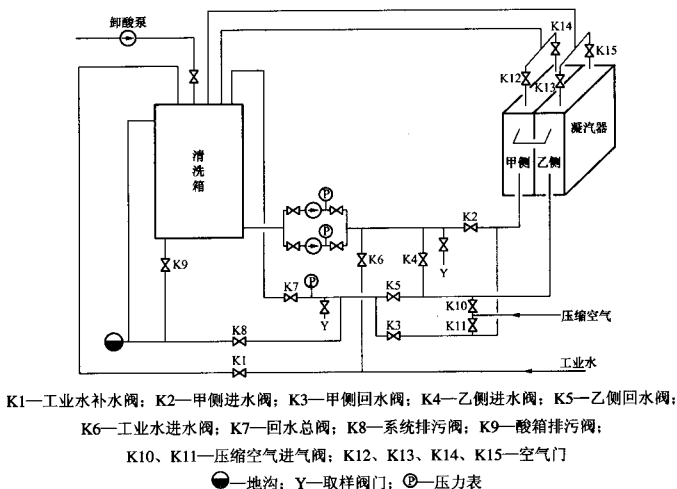 卸酸泵
K14
K15
K12
K13
凝汽器
甲侧
乙侧
清洗箱
P
P
K2
K6
K4
Y
K9
K7
P
K5
Y
K10
压缩空气
K11
K3
K8
K1
工业水
K1—工业水补水阀；K2—甲侧进水阀；K3—甲侧回水阀；K4—乙侧进水阀；K5—乙侧回水阀；
K6—工业水进水阀；K7—回水总阀；K8—系统排污阀；K9—酸箱排污阀；
K10、K11—压缩空气进气阀；K12、K13、K14、K15—空气门
—地沟；Y—取样阀门；P—压力表